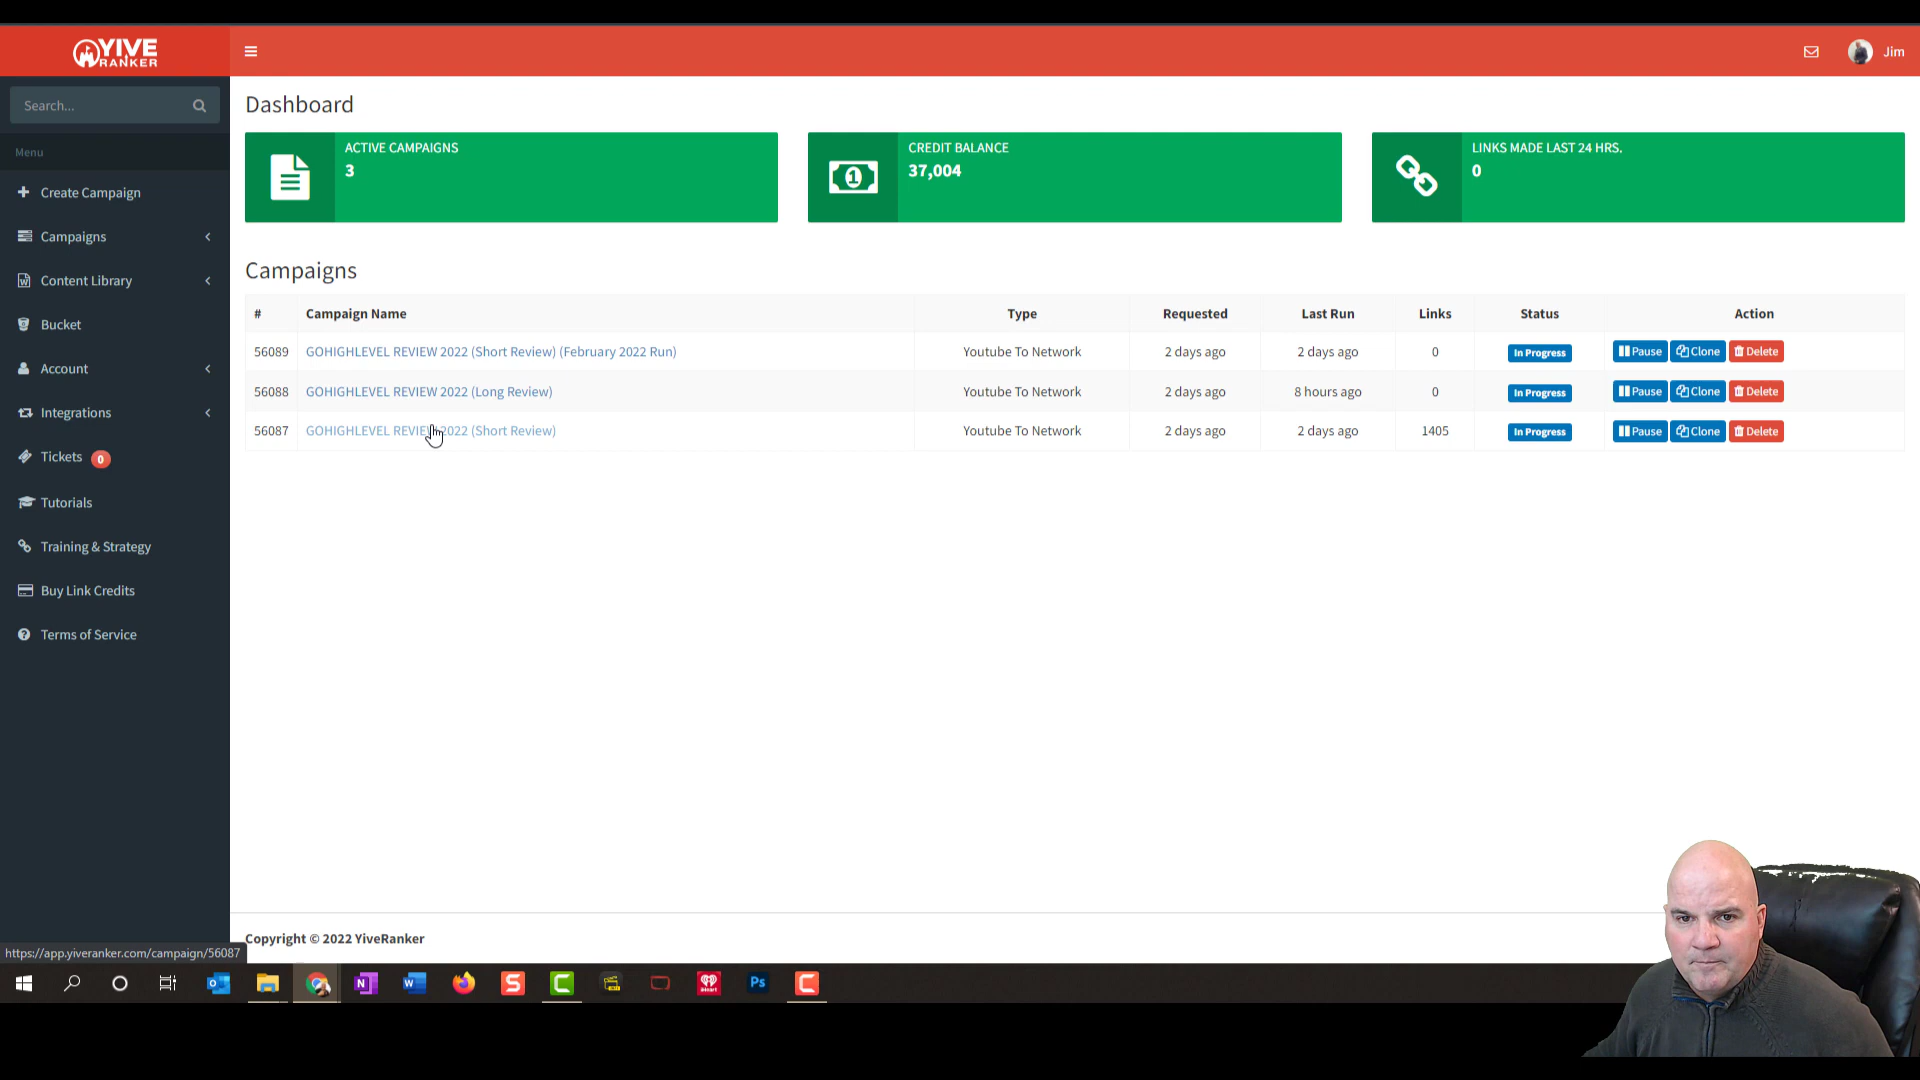 YIVE
RANKER
Jim
Search...
Menu
Create Campaign
Campaigns
Content Library
Bucket
Account
Integrations
Tickets 0
Tutorials
Training & Strategy
Buy Link Credits
Terms of Service
Dashboard
ACTIVE CAMPAIGNS
3
CREDIT BALANCE
37,004
LINKS MADE LAST 24 HRS.
0
Campaigns
# Campaign Name Type Requested Last Run Links Status Action
56089 GOHIGHLEVEL REVIEW 2022 (Short Review) (February 2022 Run) Youtube To Network 2 days ago 2 days ago 0 In Progress Pause Clone Delete
56088 GOHIGHLEVEL REVIEW 2022 (Long Review) Youtube To Network 2 days ago 8 hours ago 0 In Progress Pause Clone Delete
56087 GOHIGHLEVEL REVIEW 2022 (Short Review) Youtube To Network 2 days ago 2 days ago 1405 In Progress Pause Clone Delete
Copyright © 2022 YiveRanker
https://app.yiveranker.com/campaign/56087